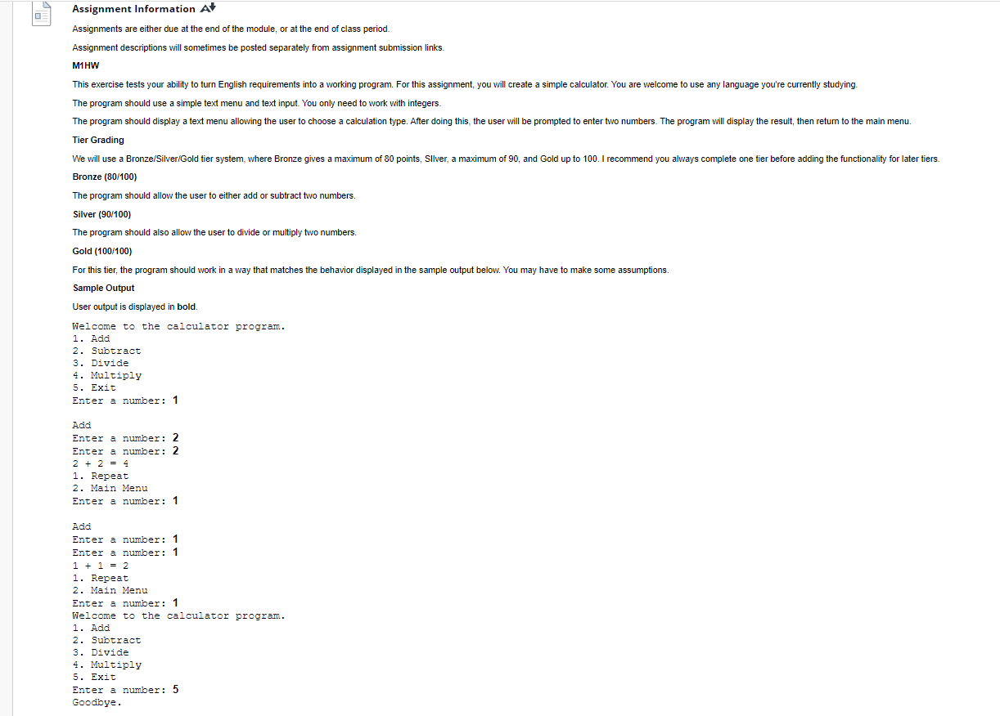 Assignment Information A
Assignments are either due at the end of the module, or at the end of class period.
Assignment descriptions will sometimes be posted separately from assignment submission links.
M1HW
This exercise tests your ability to turn English requirements into a working program. For this assignment, you will create a simple calculator. You are welcome to use any language you're currently studying.
The program should use a simple text menu and text input. You only need to work with integers.
The program should display a text menu allowing the user to choose a calculation type. After doing this, the user will be prompted to enter two numbers. The program will display the result, then return to the main menu.
Tier Grading
We will use a Bronze/Silver/Gold tier system, where Bronze gives a maximum of 80 points, SIlver, a maximum of 90, and Gold up to 100. I recommend you always complete one tier before adding the functionality for later tiers.
Bronze (80/100)
The program should allow the user to either add or subtract two numbers.
Silver (90/100)
The program should also allow the user to divide or multiply two numbers.
Gold (100/100)
For this tier, the program should work in a way that matches the behavior displayed in the sample output below. You may have to make some assumptions.
Sample Output
User output is displayed in bold.
Welcome to the calculator program.
1. Add
2. Subtract
3. Divide
4. Multiply
5. Exit
Enter a number: 1
Add
Enter a number: 2
Enter a number: 2
2 + 2 = 4
1. Repeat
2. Main Menu
Enter a number: 1
Add
Enter a number: 1
Enter a number: 1
1 + 1 = 2
1. Repeat
2. Main Menu
Enter a number: 1
Welcome to the calculator program.
1. Add
2. Subtract
3. Divide
4. Multiply
5. Exit
Enter a number: 5
Goodbye.